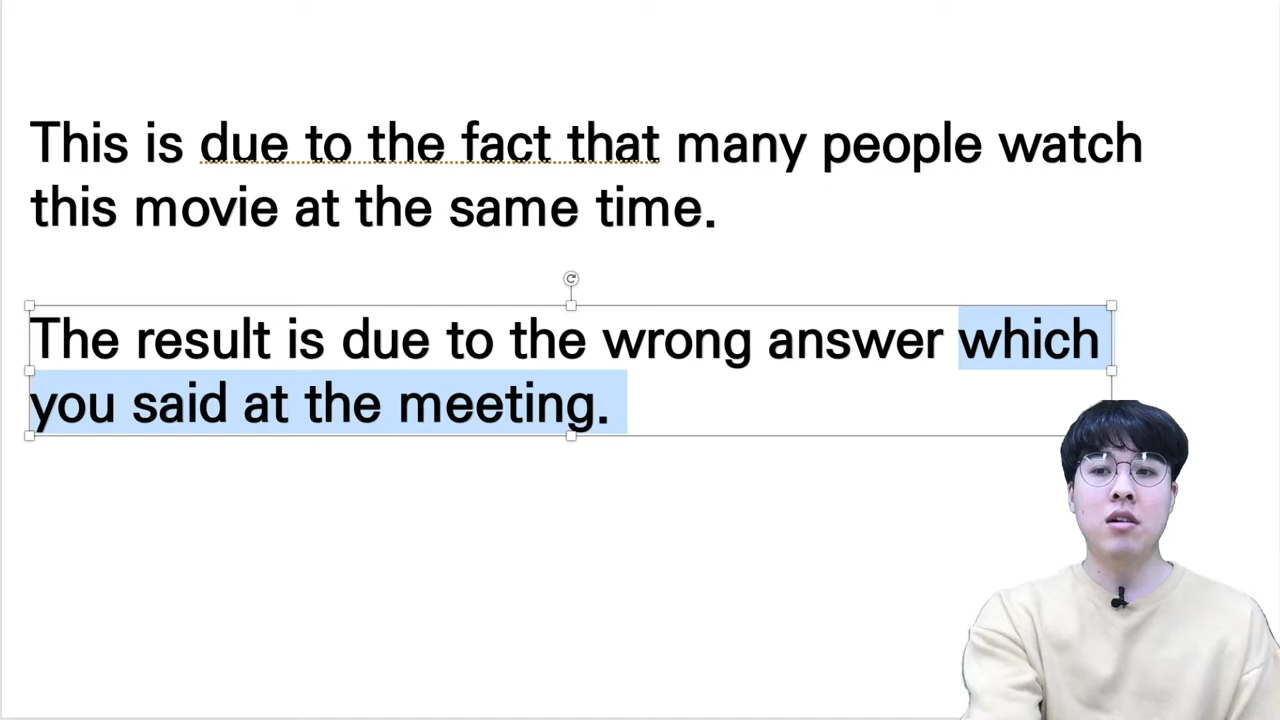 This is due to the fact that many people watch
this movie at the same time.
The result is due to the wrong answer which
you said at the meeting.